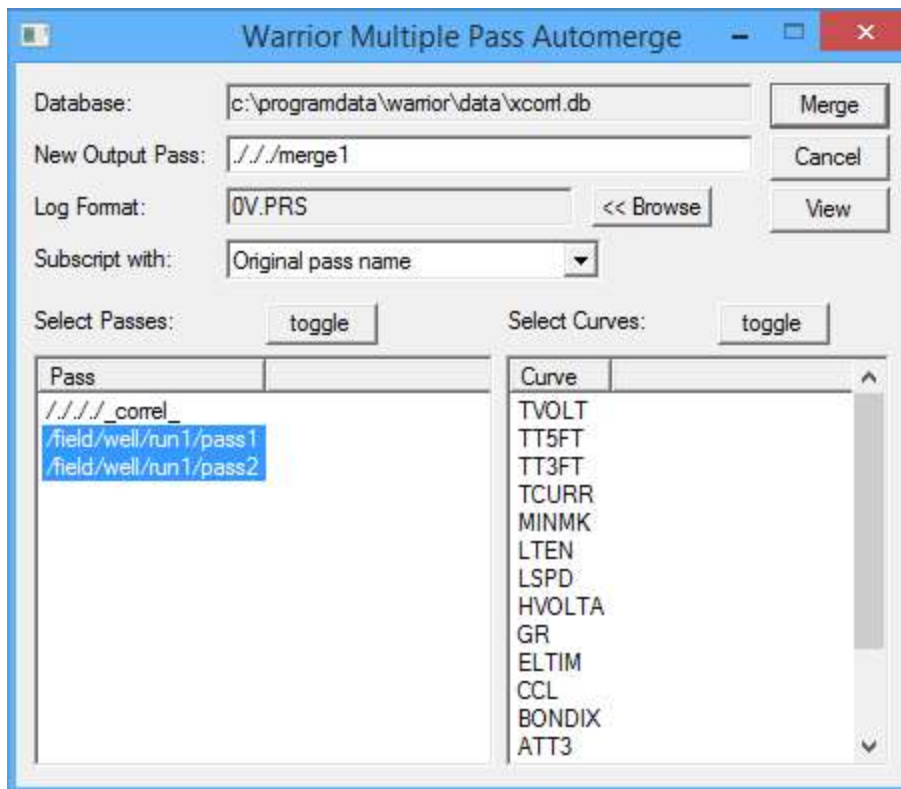 Warrior Multiple Pass Automerge
Database: c:\programdata\warrior\data\xcorrl.db Merge
New Output Pass: ./././merge1 Cancel
Log Format: 0V.PRS << Browse View
Subscript with: Original pass name
Select Passes: toggle Select Curves: toggle
Pass Curve
/./././_correl_ TVOLT
/field/well/run1/pass1 TT5FT
/field/well/run1/pass2 TT3FT
TCURR
MINMK
LTEN
LSPD
HVOLTA
GR
ELTIM
CCL
BONDIX
ATT3